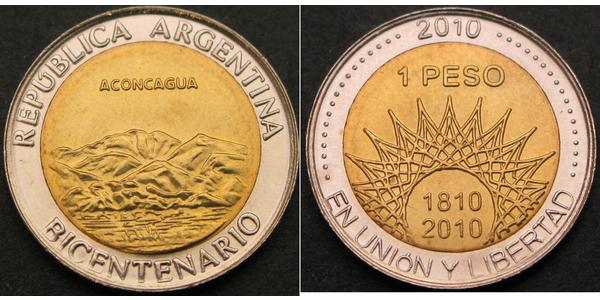 REPÚBLICA ARGENTINA
ACONCAGUA
BICENTENARIO
2010
1 PESO
1810
2010
EN UNIÓN Y LIBERTAD